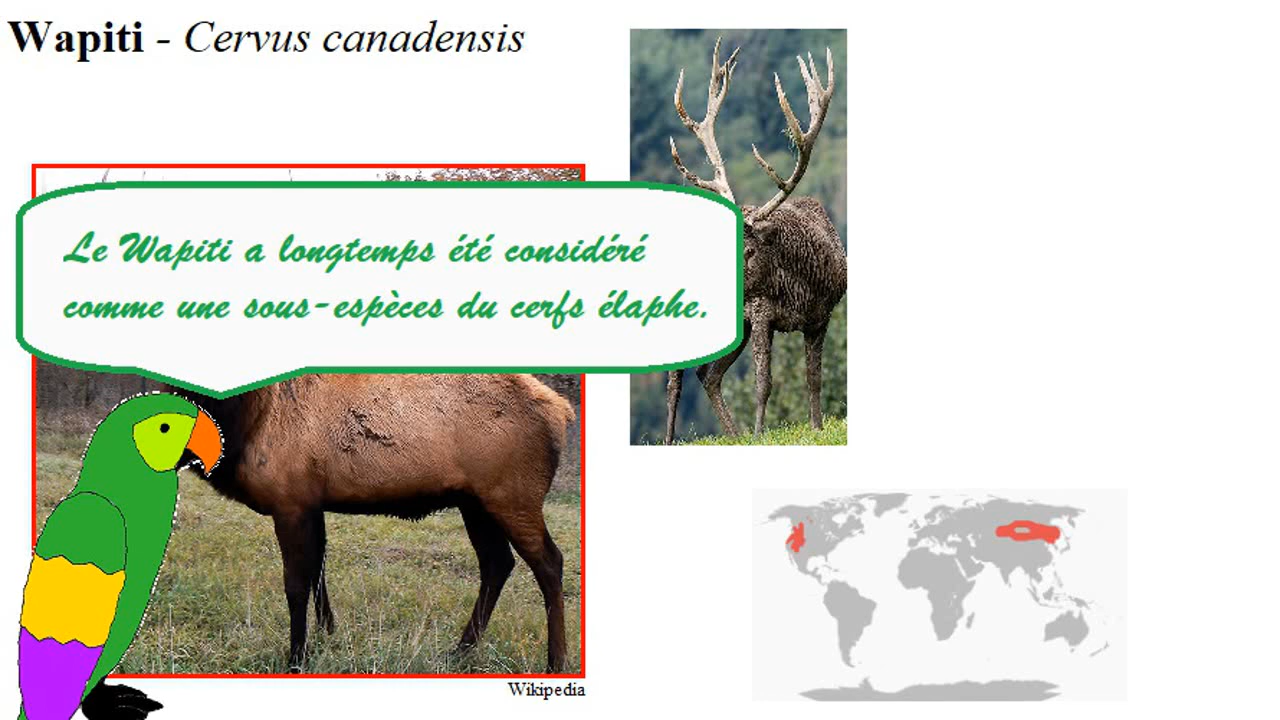 Wapiti - Cervus canadensis
Le Wapiti a longtemps été considéré
comme une sous-espèces du cerfs élaphe.
Wikipedia